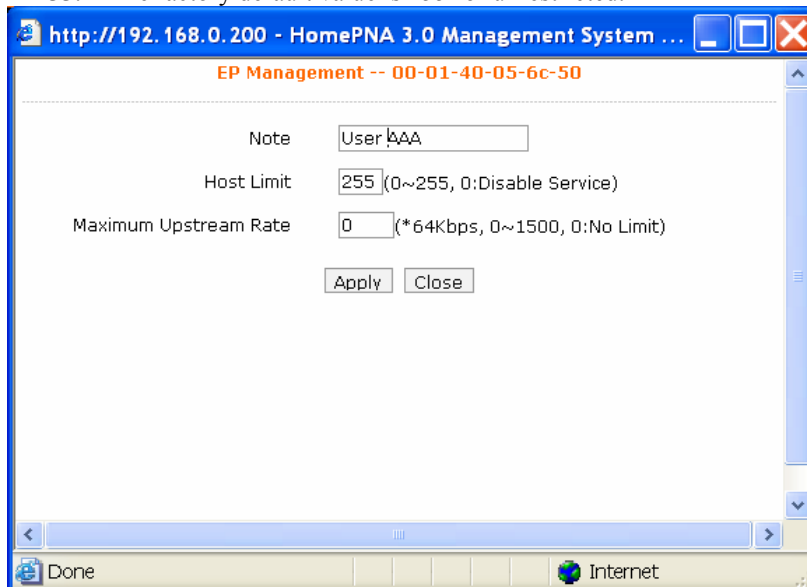 http://192.168.0.200 - HomePNA 3.0 Management System ...
EP Management -- 00-01-40-05-6c-50
Note User AAA
Host Limit 255 (0~255, 0:Disable Service)
Maximum Upstream Rate 0 (*64Kbps, 0~1500, 0:No Limit)
Apply Close
Done Internet